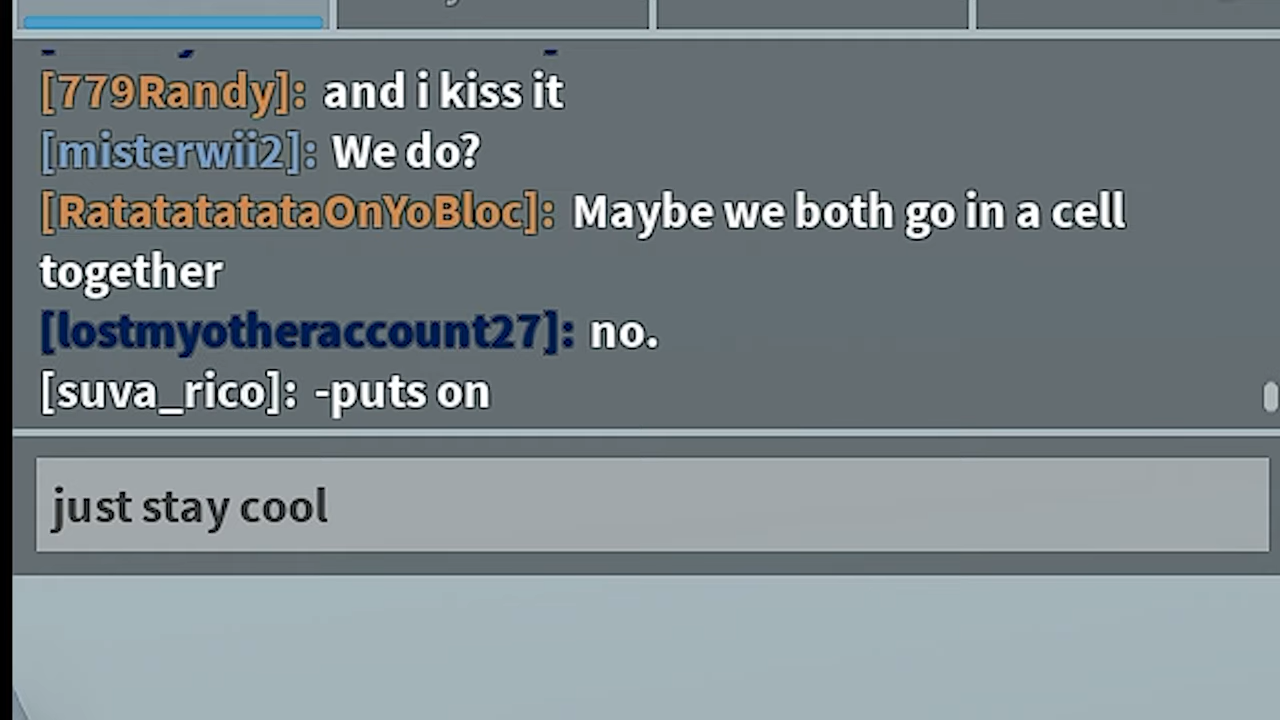 [779Randy]: and i kiss it
[misterwii2]: We do?
[RatatatatataOnYoBloc]: Maybe we both go in a cell
together
[lostmyotheraccount27]: no.
[suva_rico]: -puts on
just stay cool